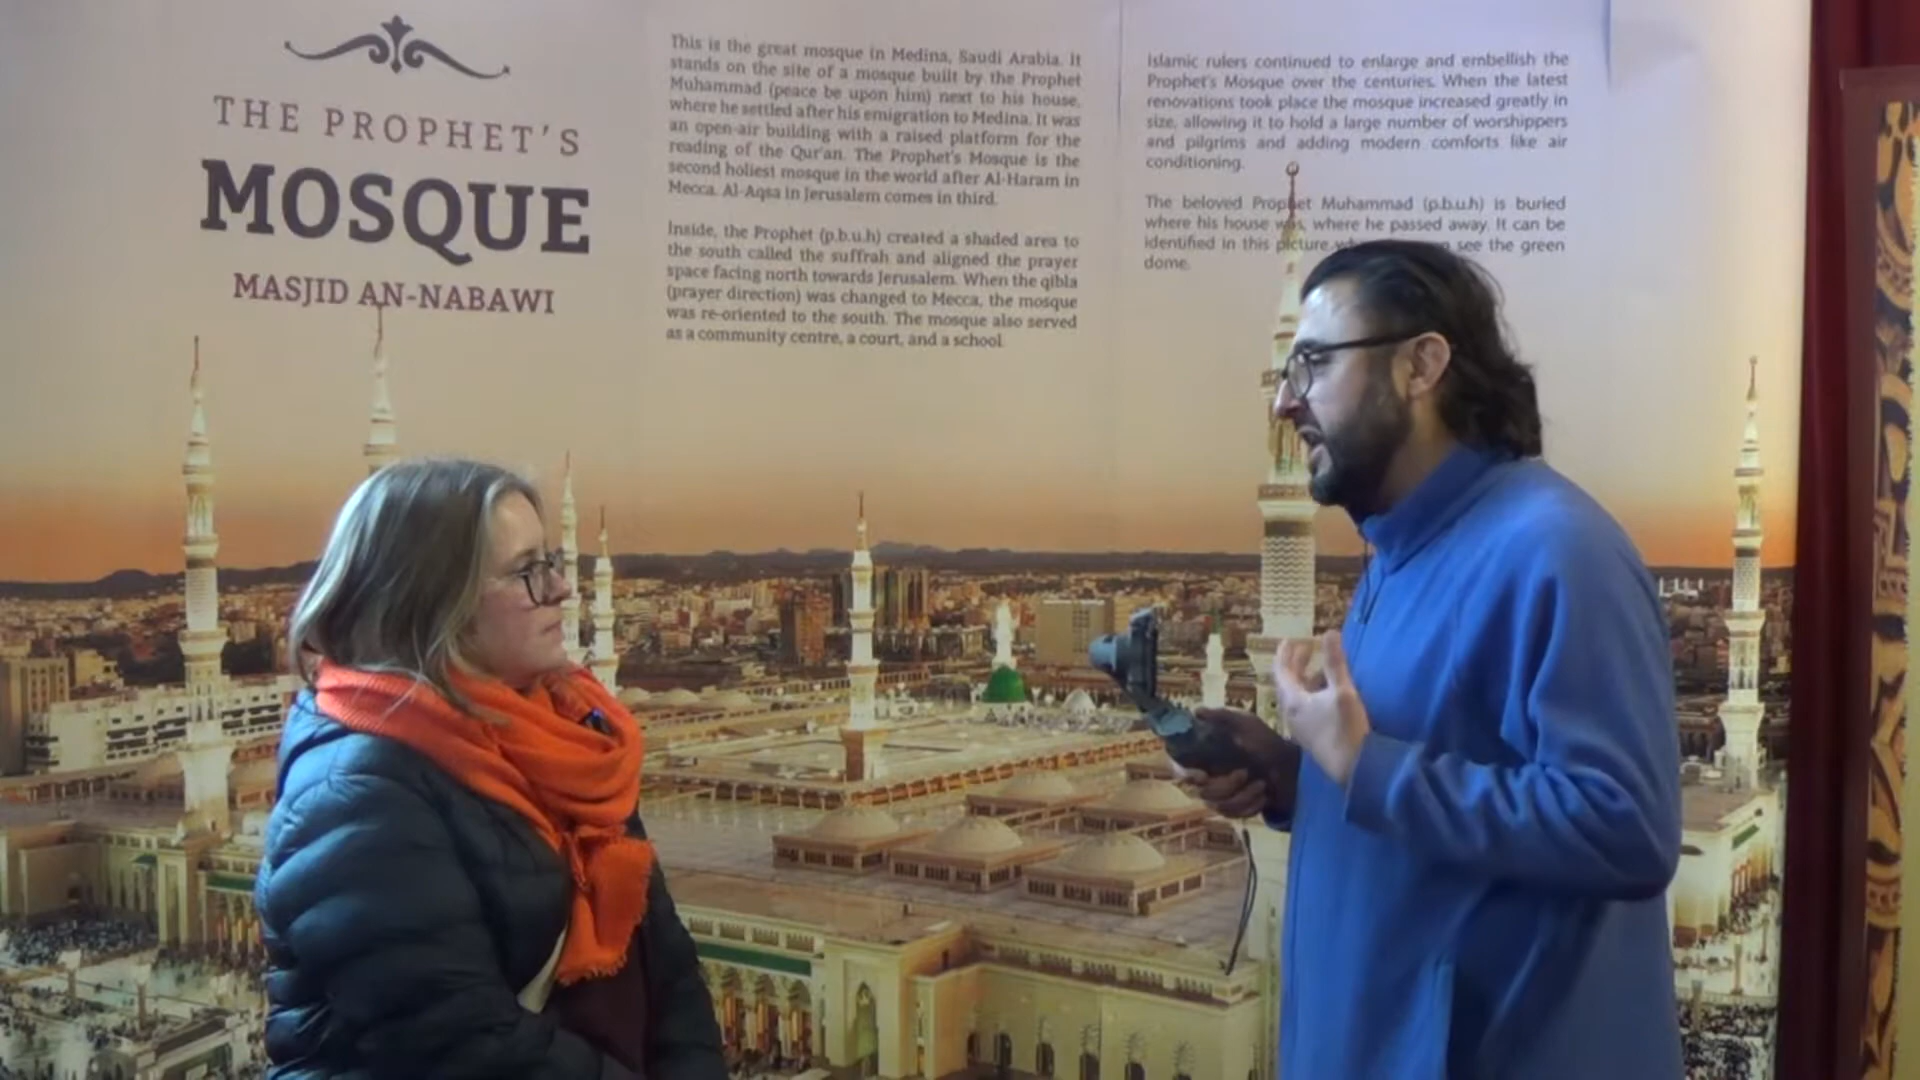 THE PROPHET'S
MOSQUE
MASJID AN-NABAWI
This is the great mosque in Medina, Saudi Arabia. It
stands on the site of a mosque built by the Prophet
Muhammad (peace be upon him) next to his house,
where he settled after his emigration to Medina. It was
an open-air building with a raised platform for the
reading of the Qur'an. The Prophet's Mosque is the
second holiest mosque in the world after Al-Haram in
Mecca. Al-Aqsa in Jerusalem comes in third.
Inside, the Prophet (p.b.u.h) created a shaded area to
the south called the suffrah and aligned the prayer
space facing north towards Jerusalem. When the qibla
(prayer direction) was changed to Mecca, the mosque
was re-oriented to the south. The mosque also served
as a community centre, a court, and a school.
Islamic rulers continued to enlarge and embellish the
Prophet's Mosque over the centuries. When the latest
renovations took place the mosque increased greatly in
size, allowing it to hold a large number of worshippers
and pilgrims and adding modern comforts like air
conditioning.
The beloved Prophet Muhammad (p.b.u.h) is buried
where his house was, where he passed away. It can be
identified in this picture see the green
dome.